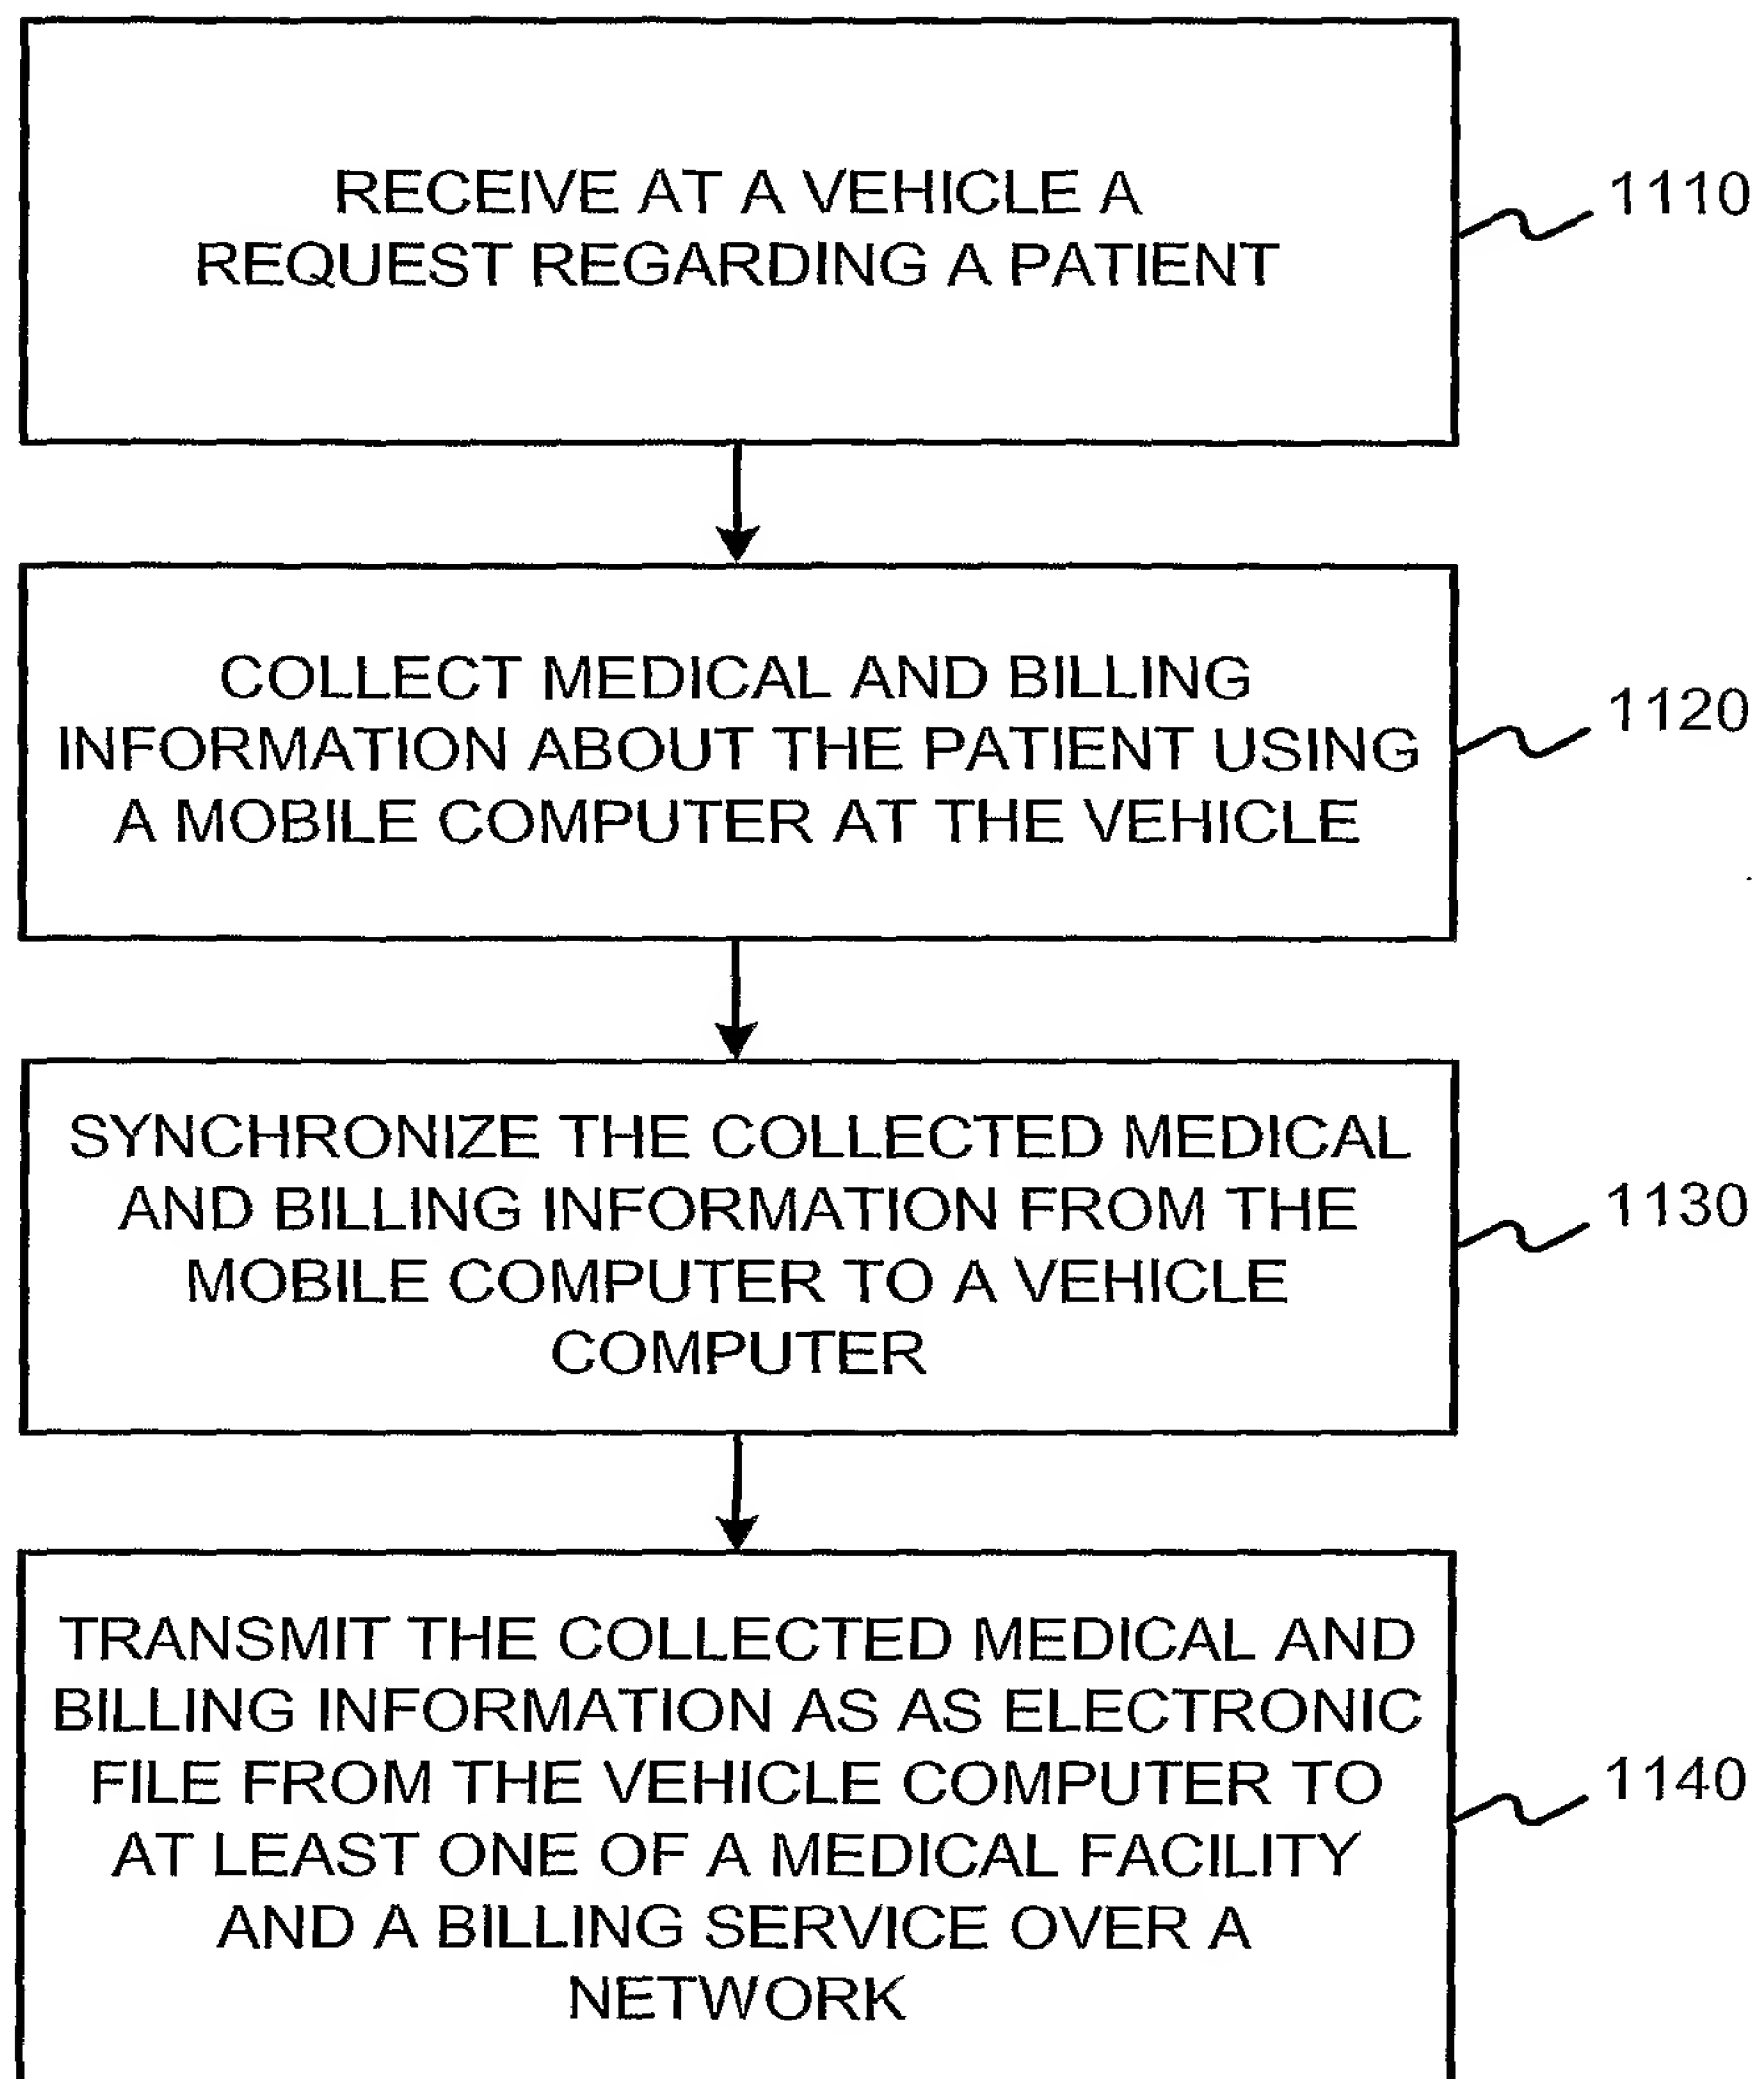 RECEIVE AT A VEHICLE A
REQUEST REGARDING A PATIENT
1110
COLLECT MEDICAL AND BILLING
INFORMATION ABOUT THE PATIENT USING
A MOBILE COMPUTER AT THE VEHICLE
1120
SYNCHRONIZE THE COLLECTED MEDICAL
AND BILLING INFORMATION FROM THE
MOBILE COMPUTER TO A VEHICLE
COMPUTER
1130
TRANSMIT THE COLLECTED MEDICAL AND
BILLING INFORMATION AS AS ELECTRONIC
FILE FROM THE VEHICLE COMPUTER TO
AT LEAST ONE OF A MEDICAL FACILITY
AND A BILLING SERVICE OVER A
NETWORK
1140